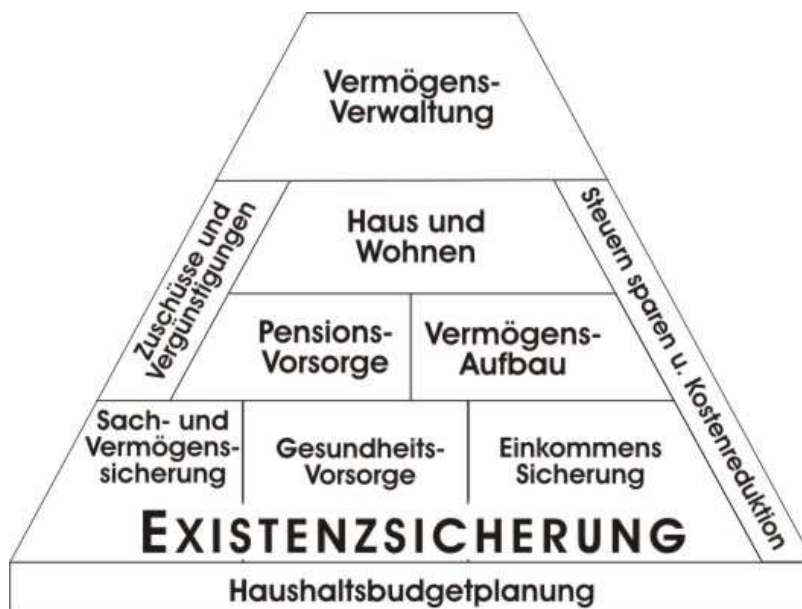 Vermögens-
Verwaltung
Zuschüsse und
Vergünstigungen
Haus und
Wohnen
Steuern sparen u. Kostenreduktion
Pensions-
Vorsorge
Vermögens-
Aufbau
Sach- und
Vermögens-
sicherung
Gesundheits-
Vorsorge
Einkommens
Sicherung
EXISTENZSICHERUNG
Haushaltsbudgetplanung